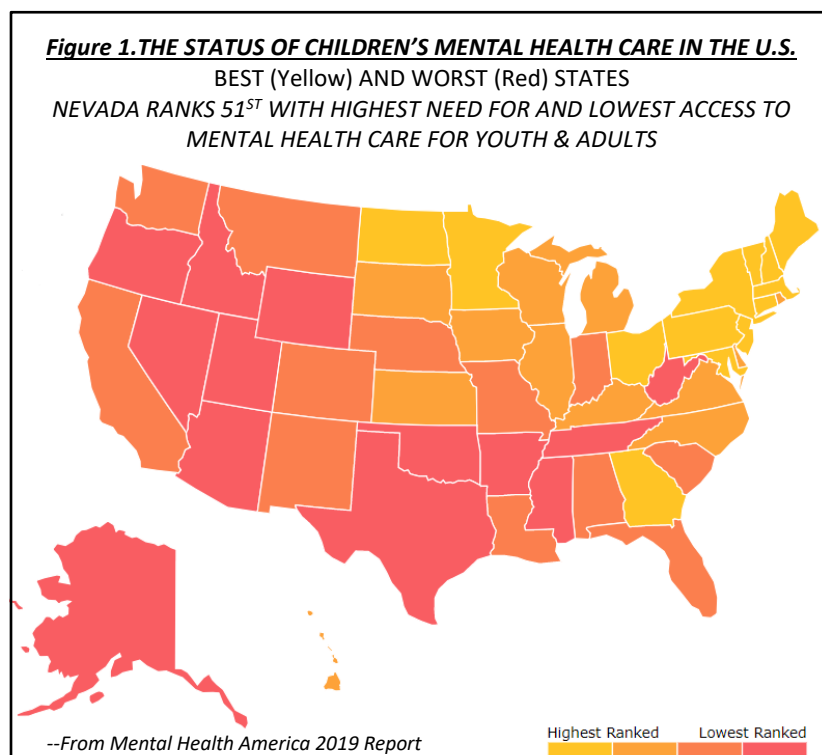 Figure 1.THE STATUS OF CHILDREN'S MENTAL HEALTH CARE IN THE U.S.
BEST (Yellow) AND WORST (Red) STATES
NEVADA RANKS 51ST WITH HIGHEST NEED FOR AND LOWEST ACCESS TO
MENTAL HEALTH CARE FOR YOUTH & ADULTS
--From Mental Health America 2019 Report
Highest Ranked Lowest Ranked